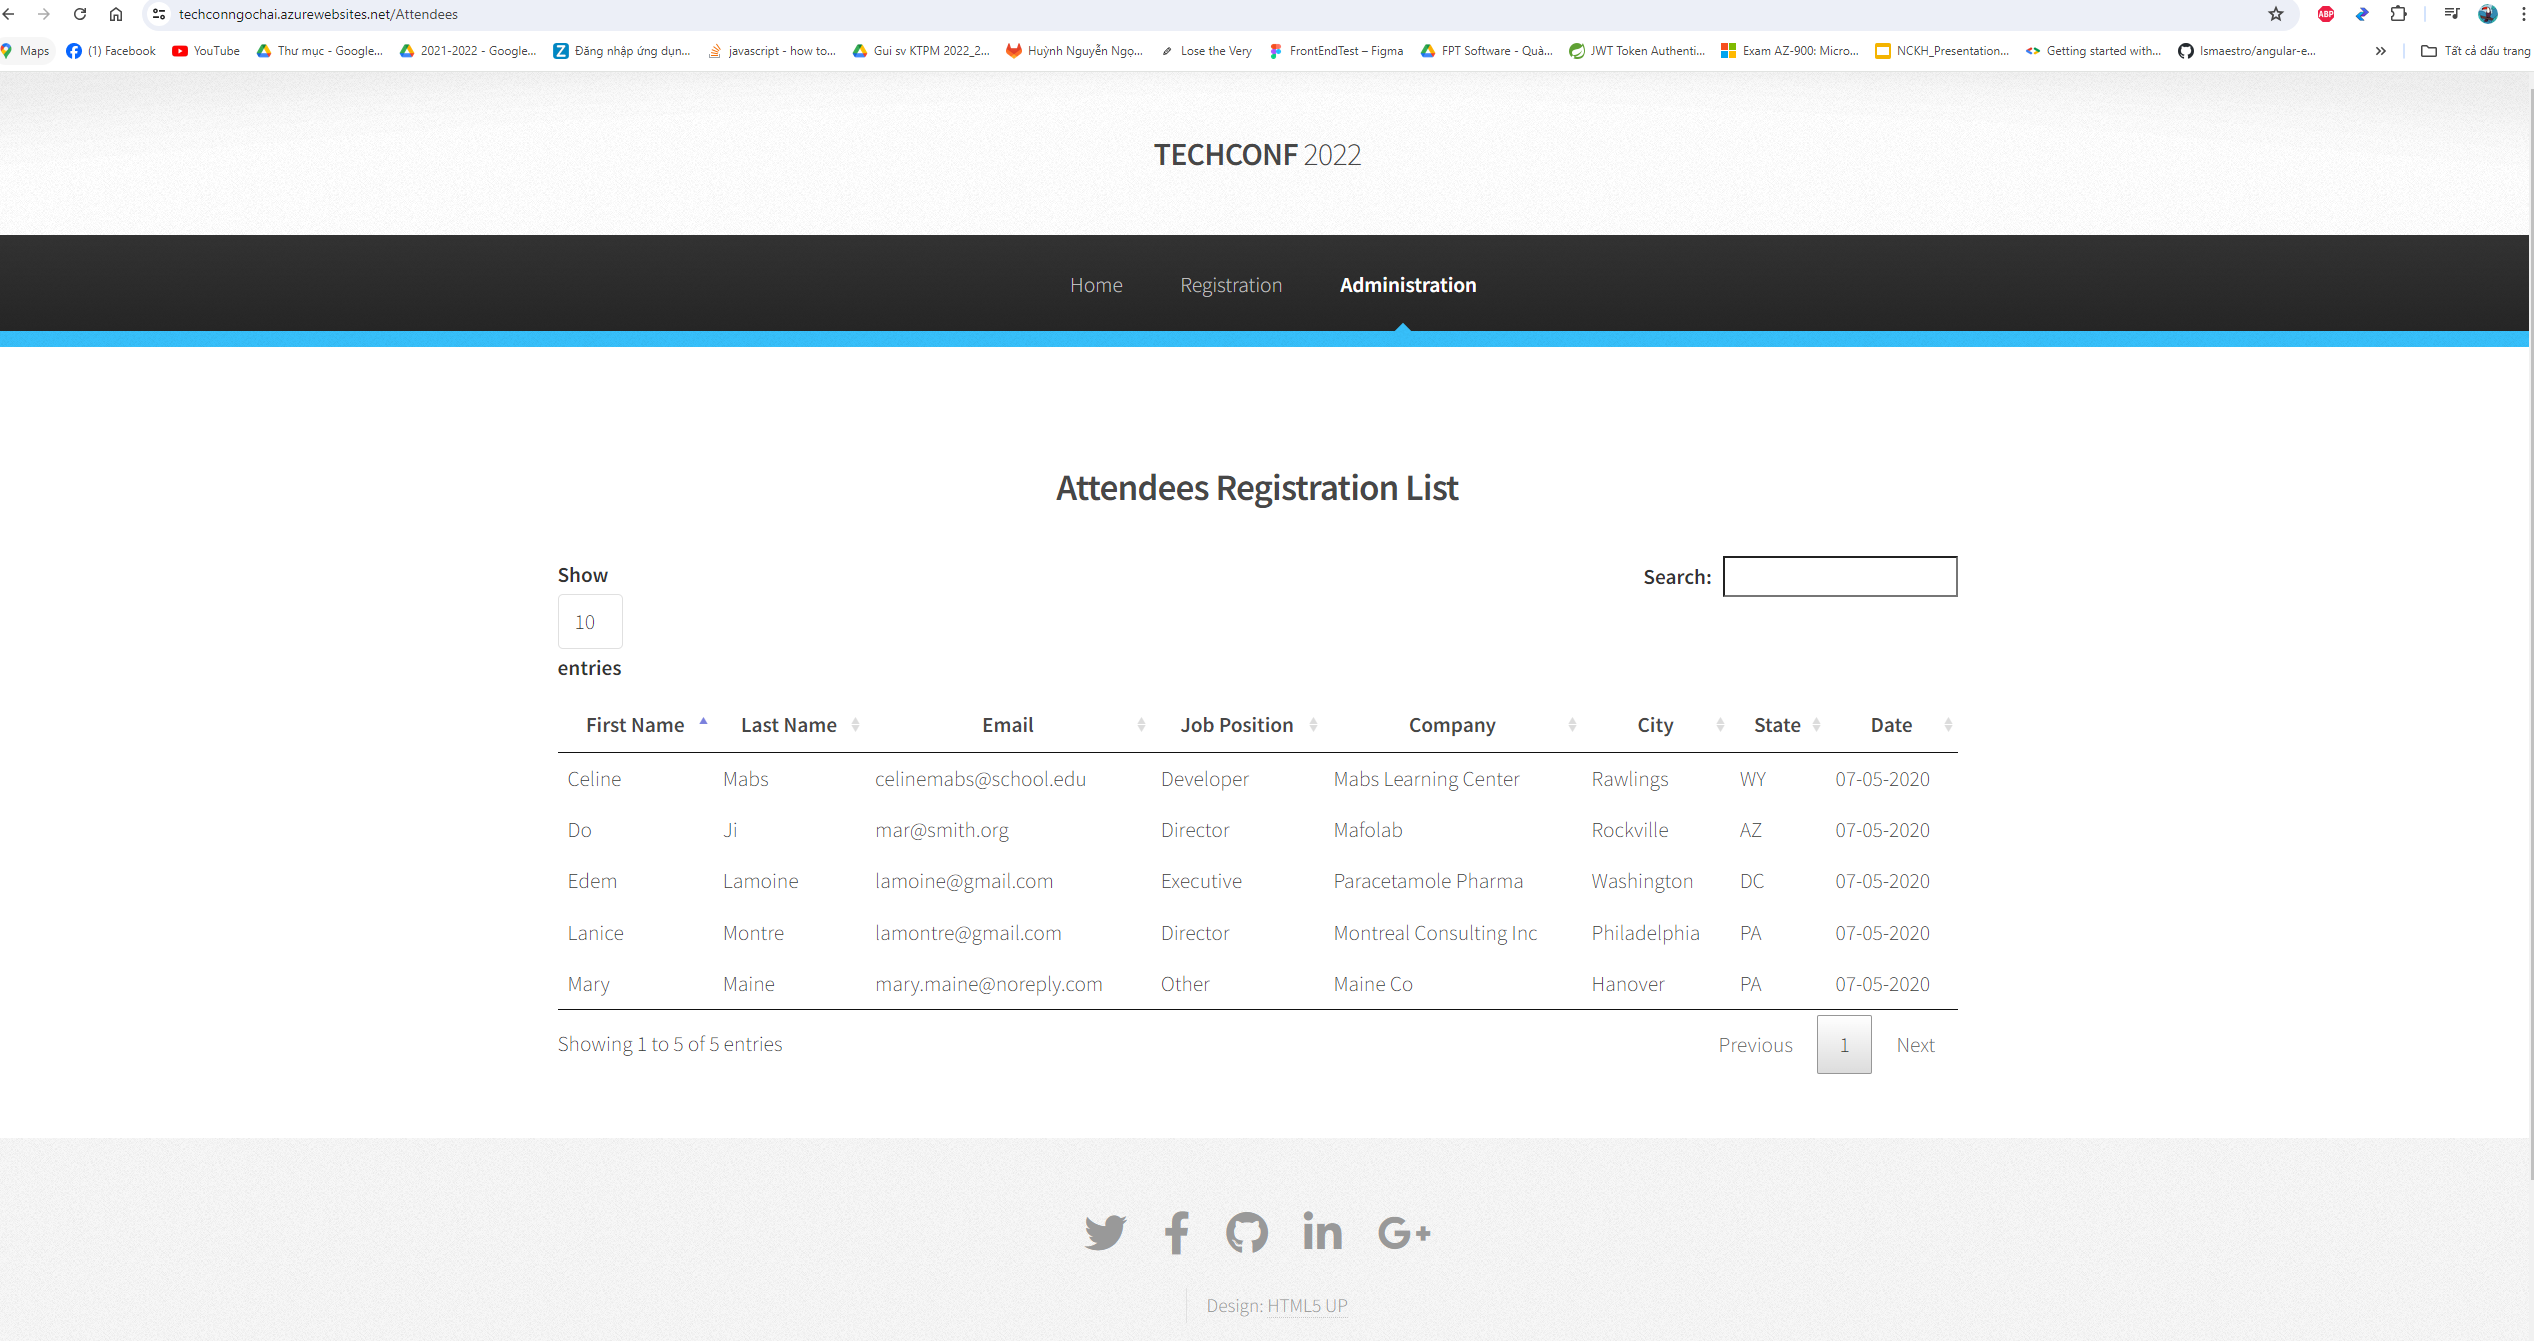 techconngochai.azurewebsites.net/Attendees
Maps (1) Facebook YouTube Thư mục - Google... 2021-2022 - Google... Đăng nhập ứng dụn... javascript - how to... Gui sv KTPM 2022_2... Huỳnh Nguyễn Ngọ... Lose the Very FrontEndTest – Figma FPT Software - Quà... JWT Token Authenti... Exam AZ-900: Micro... NCKH_Presentation... Getting started with... Ismaestro/angular-e... » Tất cả dấu trang
ABP
TECHCONF 2022
Home Registration Administration
Attendees Registration List
Show
10
entries
Search:
First Name Last Name Email Job Position Company City State Date
Celine Mabs celinemabs@school.edu Developer Mabs Learning Center Rawlings WY 07-05-2020
Do Ji mar@smith.org Director Mafolab Rockville AZ 07-05-2020
Edem Lamoine lamoine@gmail.com Executive Paracetamole Pharma Washington DC 07-05-2020
Lanice Montre lamontre@gmail.com Director Montreal Consulting Inc Philadelphia PA 07-05-2020
Mary Maine mary.maine@noreply.com Other Maine Co Hanover PA 07-05-2020
Showing 1 to 5 of 5 entries
Previous 1 Next
Design: HTML5 UP